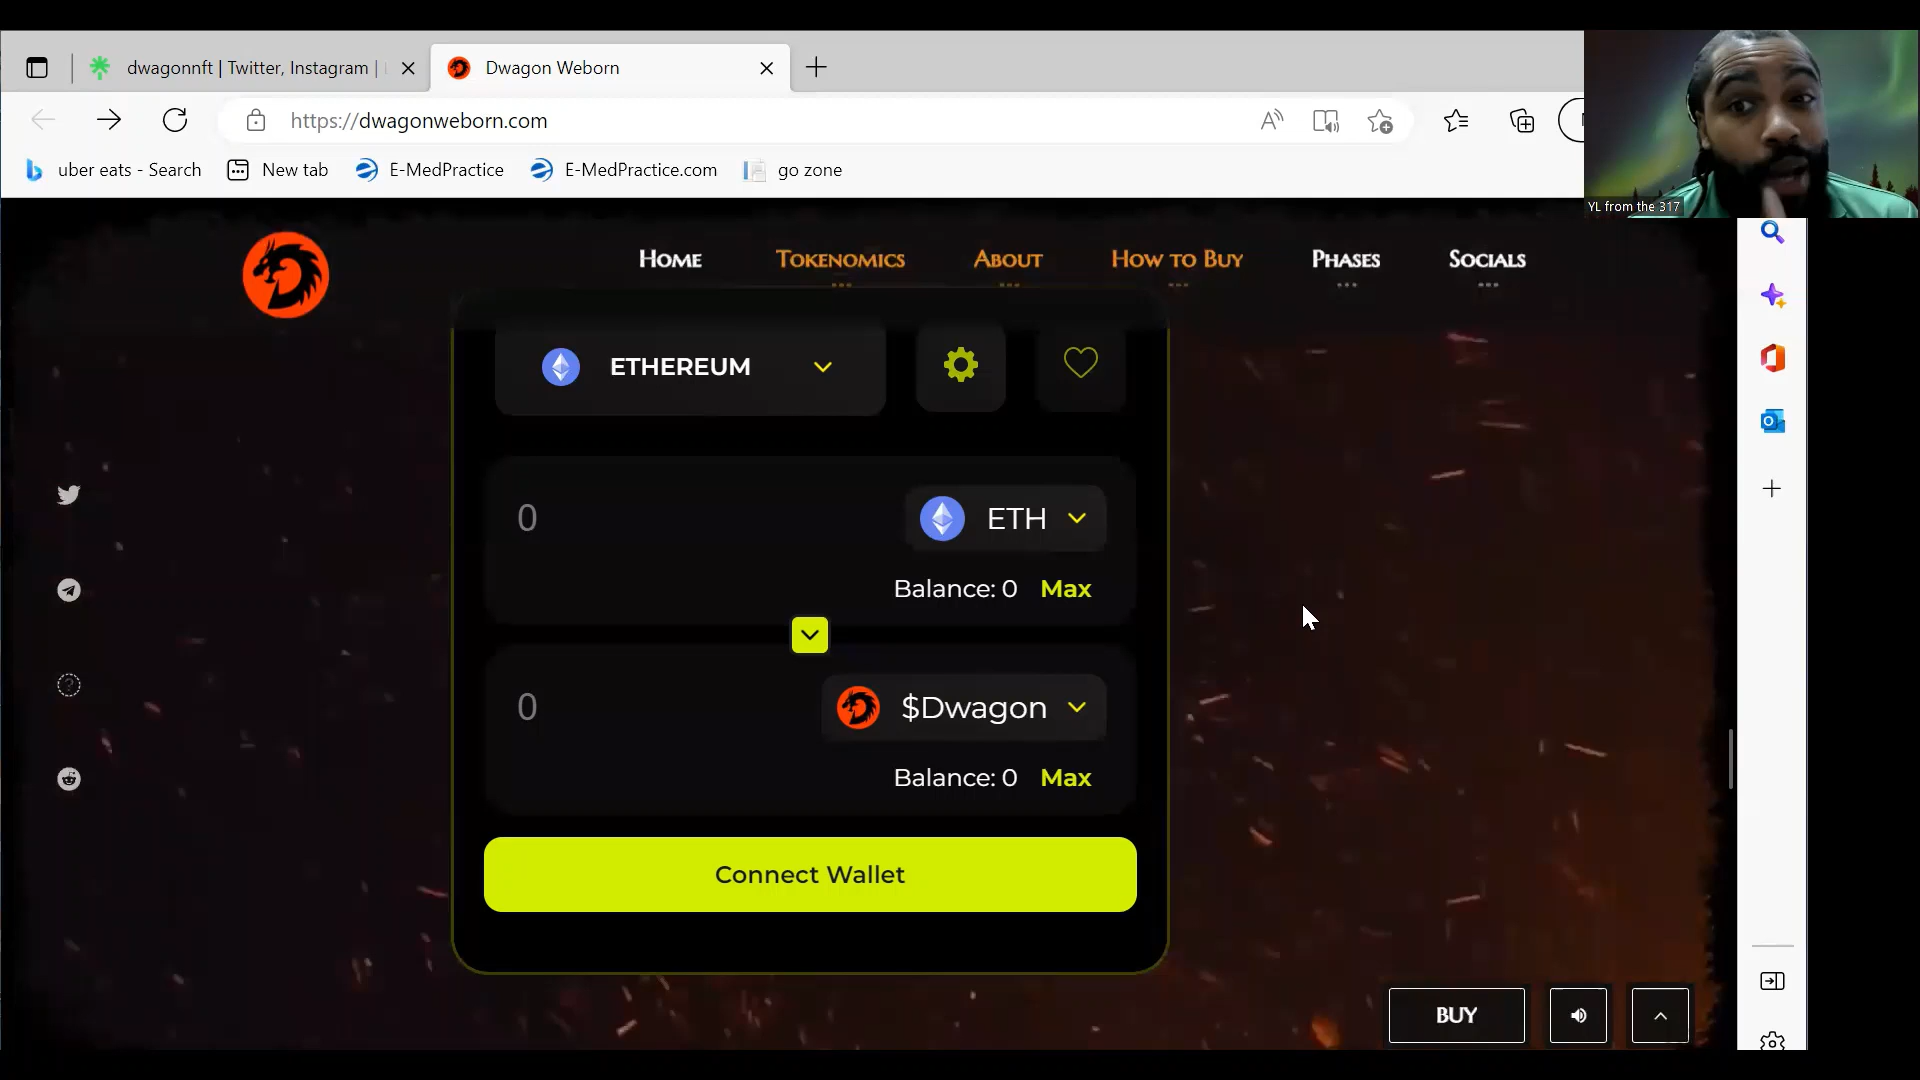 dwagonnft | Twitter, Instagram |
Dwagon Weborn
https://dwagonweborn.com
uber eats - Search
New tab
E-MedPractice
E-MedPractice.com
go zone
YL from the 317
HOME
TOKENOMICS
ABOUT
HOW TO BUY
PHASES
SOCIALS
ETHEREUM
0
ETH
Balance: 0 Max
0
$Dwagon
Balance: 0 Max
Connect Wallet
BUY